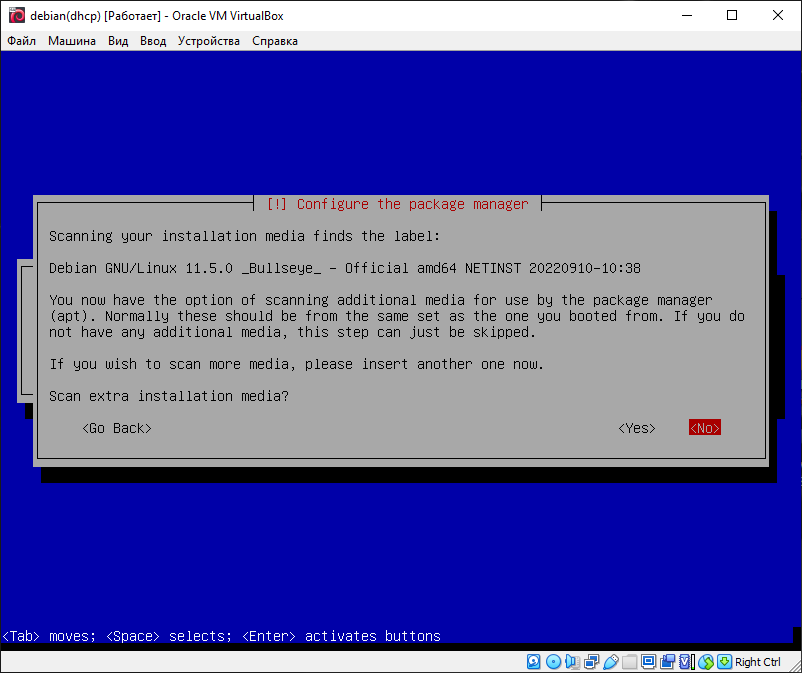 debian(dhcp) [Работает] - Oracle VM VirtualBox
Файл Машина Вид Ввод Устройства Справка
[!] Configure the package manager
Scanning your installation media finds the label:
Debian GNU/Linux 11.5.0 _Bullseye_ - Official amd64 NETINST 20220910-10:38
You now have the option of scanning additional media for use by the package manager
(apt). Normally these should be from the same set as the one you booted from. If you do
not have any additional media, this step can just be skipped.
If you wish to scan more media, please insert another one now.
Scan extra installation media?
<Go Back> <Yes> <No>
<Tab> moves; <Space> selects; <Enter> activates buttons
Right Ctrl